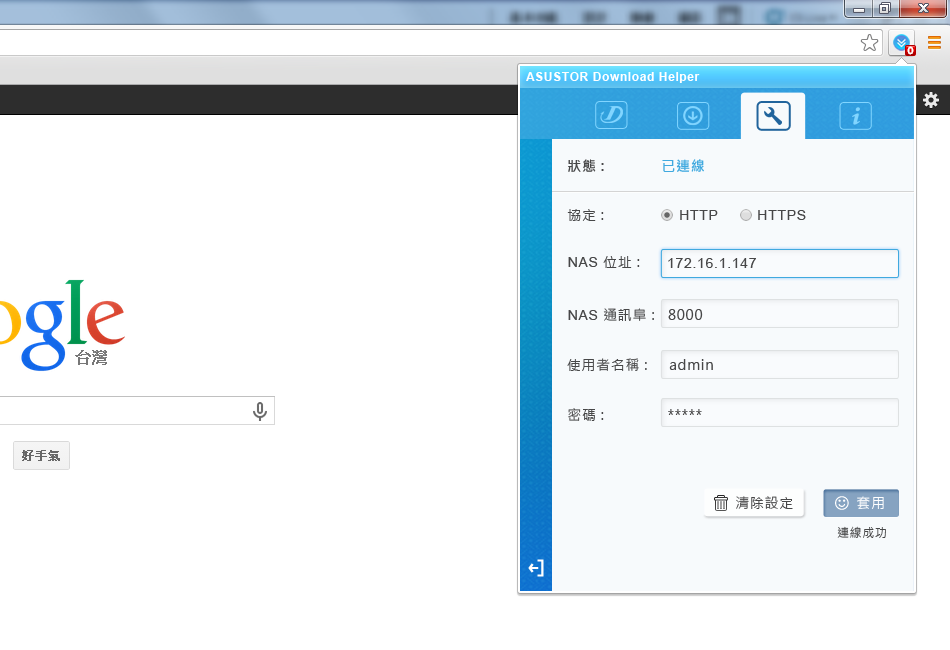 0
ASUSTOR Download Helper
狀態：
已連線
協定：
HTTP
HTTPS
NAS 位址：
172.16.1.147
NAS 通訊埠：
8000
使用者名稱：
admin
密碼：
*****
清除設定
套用
連線成功
ogle
台灣
好手氣